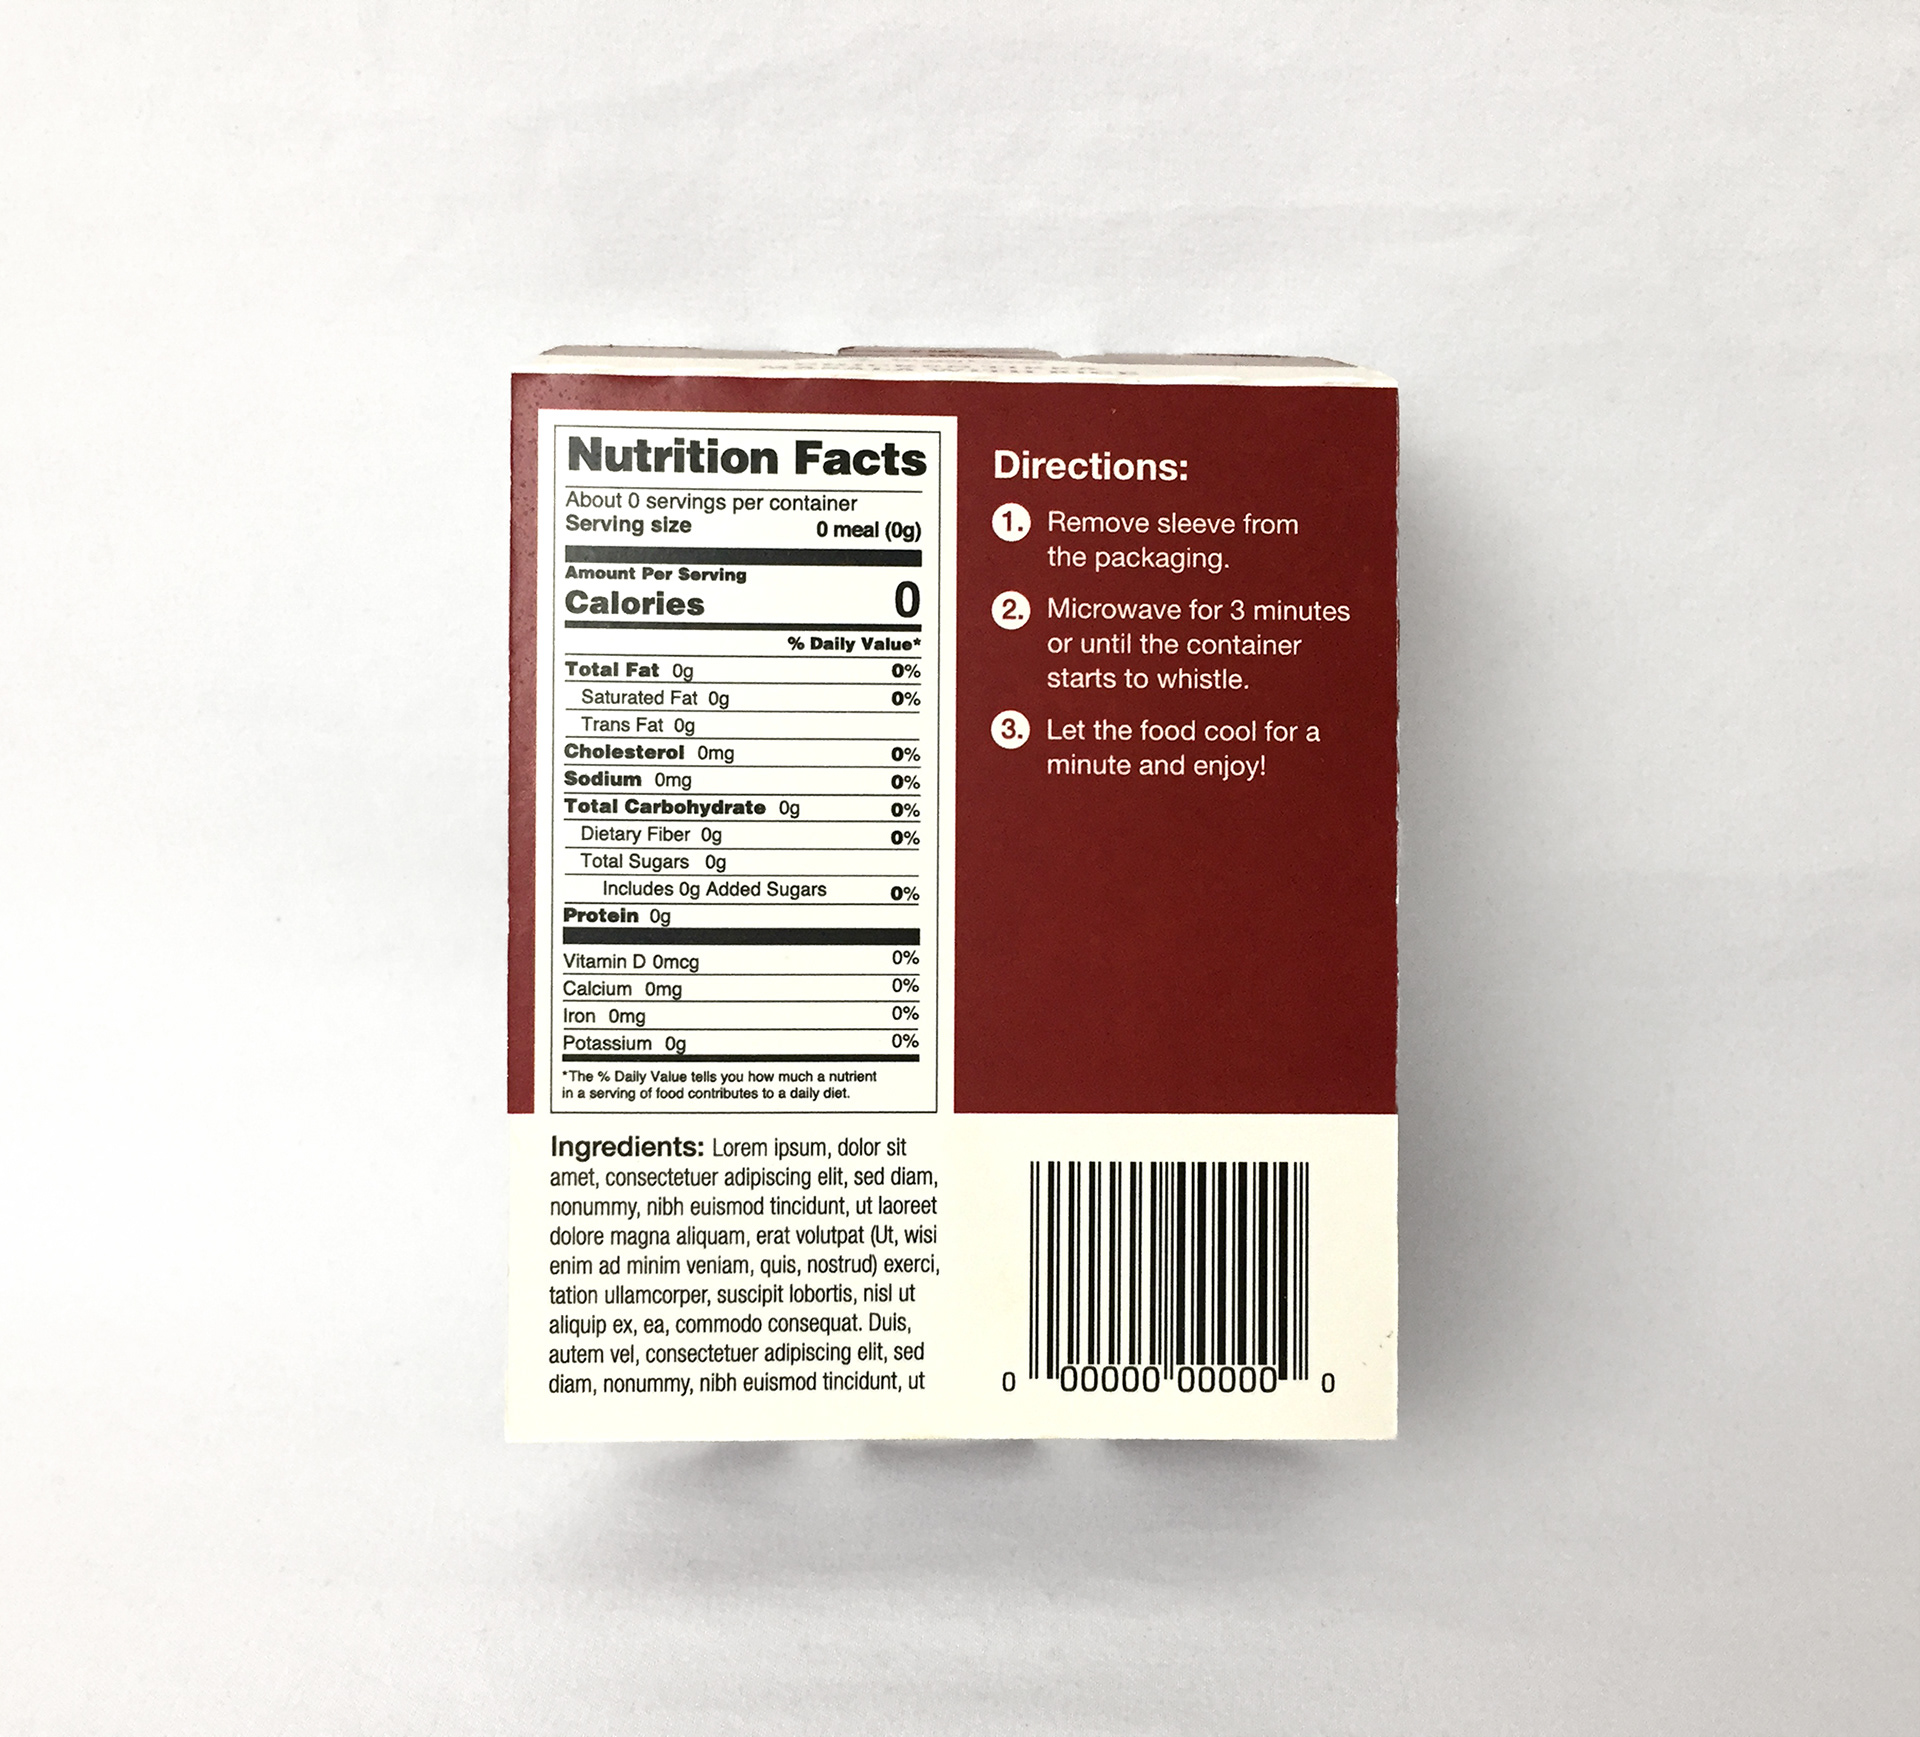 Nutrition Facts
About 0 servings per container
Serving size 0 meal (0g)
Amount Per Serving
Calories 0
% Daily Value*
Total Fat 0g 0%
Saturated Fat 0g 0%
Trans Fat 0g
Cholesterol 0mg 0%
Sodium 0mg 0%
Total Carbohydrate 0g 0%
Dietary Fiber 0g 0%
Total Sugars 0g
Includes 0g Added Sugars 0%
Protein 0g
Vitamin D 0mcg 0%
Calcium 0mg 0%
Iron 0mg 0%
Potassium 0g 0%
*The % Daily Value tells you how much a nutrient
in a serving of food contributes to a daily diet.
Ingredients: Lorem ipsum, dolor sit
amet, consectetuer adipiscing elit, sed diam,
nonummy, nibh euismod tincidunt, ut laoreet
dolore magna aliquam, erat volutpat (Ut, wisi
enim ad minim veniam, quis, nostrud) exerci,
tation ullamcorper, suscipit lobortis, nisl ut
aliquip ex, ea, commodo consequat. Duis,
autem vel, consectetuer adipiscing elit, sed
diam, nonummy, nibh euismod tincidunt, ut
Directions:
1. Remove sleeve from
the packaging.
2. Microwave for 3 minutes
or until the container
starts to whistle.
3. Let the food cool for a
minute and enjoy!
0 00000 00000 0